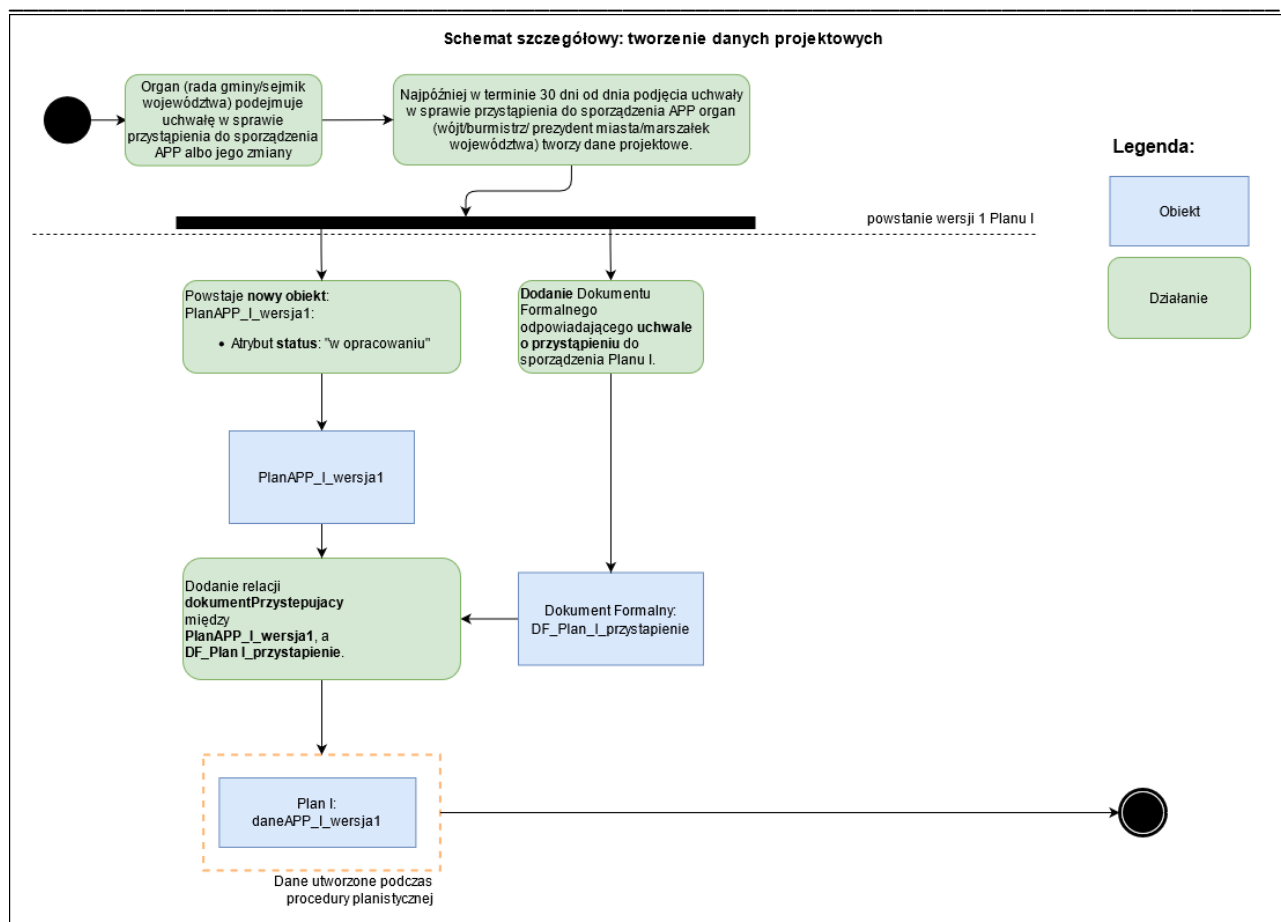 Schemat szczegółowy: tworzenie danych projektowych
Organ (rada gminy/sejmik
województwa) podejmuje
uchwałę w sprawie
przystąpienia do sporządzenia
APP albo jego zmiany
Najpóźniej w terminie 30 dni od dnia podjęcia uchwały
w sprawie przystąpienia do sporządzenia APP organ
(wójt/burmistrz/ prezydent miasta/marszałek
województwa) tworzy dane projektowe.
Legenda:
Obiekt
Działanie
powstanie wersji 1 Planu I
Powstaje nowy obiekt:
PlanAPP_I_wersja1:
• Atrybut status: "w opracowaniu"
Dodanie Dokumentu
Formalnego
odpowiadającego uchwale
o przystąpieniu do
sporządzenia Planu I.
PlanAPP_I_wersja1
Dodanie relacji
dokumentPrzystepujacy
między
PlanAPP_I_wersja1, a
DF_Plan I_przystapienie.
Dokument Formalny:
DF_Plan_I_przystapienie
Plan I:
daneAPP_I_wersja1
Dane utworzone podczas
procedury planistycznej